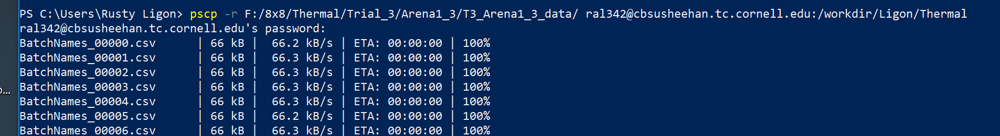 PS C:\Users\Rusty Ligon> pscp -r F:/8x8/Thermal/Trial_3/Arena1_3/T3_Arena1_3_data/ ral342@cbsusheehan.tc.cornell.edu:/workdir/Ligon/Thermal
ral342@cbsusheehan.tc.cornell.edu's password:
BatchNames_00000.csv | 66 kB | 66.2 kB/s | ETA: 00:00:00 | 100%
BatchNames_00001.csv | 66 kB | 66.3 kB/s | ETA: 00:00:00 | 100%
BatchNames_00002.csv | 66 kB | 66.3 kB/s | ETA: 00:00:00 | 100%
BatchNames_00003.csv | 66 kB | 66.3 kB/s | ETA: 00:00:00 | 100%
BatchNames_00004.csv | 66 kB | 66.2 kB/s | ETA: 00:00:00 | 100%
BatchNames_00005.csv | 66 kB | 66.2 kB/s | ETA: 00:00:00 | 100%
BatchNames_00006.csv | 66 kB | 66.3 kB/s | ETA: 00:00:00 | 100%